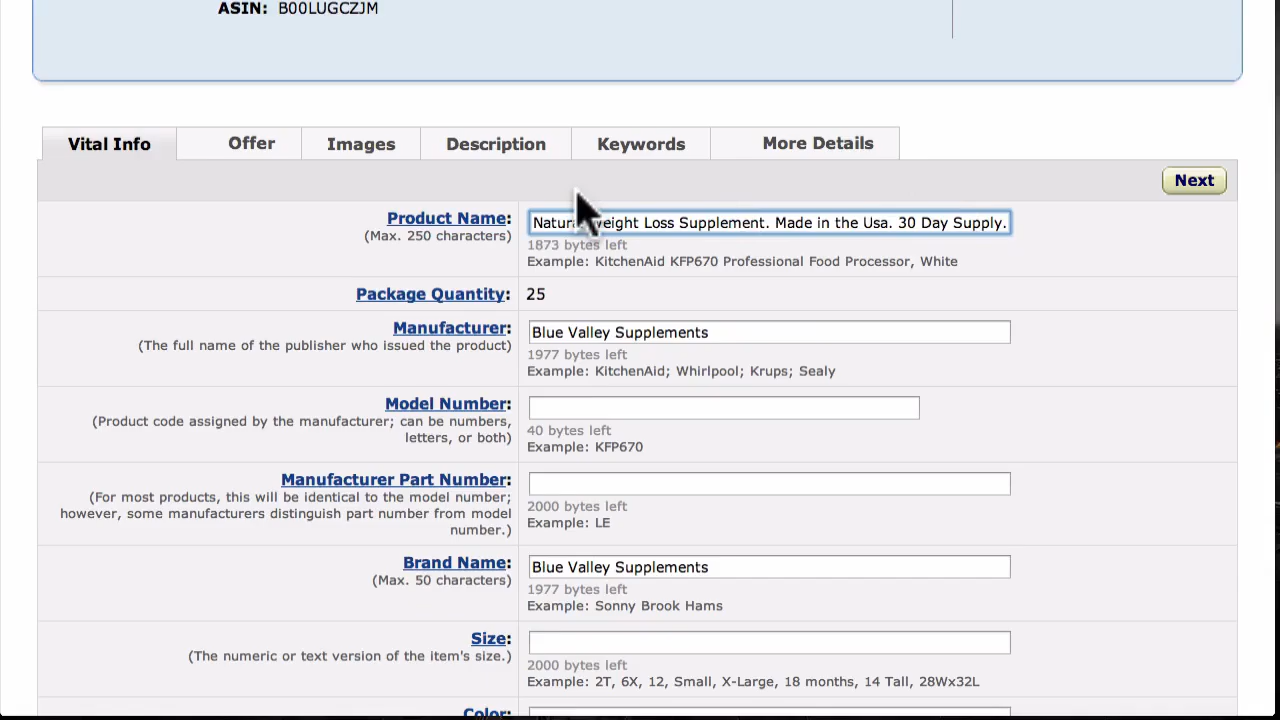 ASIN: B00LUGCZJM
Vital Info Offer Images Description Keywords More Details
Next
Product Name:
(Max. 250 characters)
Weight Loss Supplement. Made in the Usa. 30 Day Supply.
1873 bytes left
Example: KitchenAid KFP670 Professional Food Processor, White
Package Quantity: 25
Manufacturer:
(The full name of the publisher who issued the product)
Blue Valley Supplements
1977 bytes left
Example: KitchenAid; Whirlpool; Krups; Sealy
Model Number:
(Product code assigned by the manufacturer; can be numbers,
letters, or both)
40 bytes left
Example: KFP670
Manufacturer Part Number:
(For most products, this will be identical to the model number;
however, some manufacturers distinguish part number from model
number.)
2000 bytes left
Example: LE
Brand Name:
(Max. 50 characters)
Blue Valley Supplements
1977 bytes left
Example: Sonny Brook Hams
Size:
(The numeric or text version of the item's size.)
2000 bytes left
Example: 2T, 6X, 12, Small, X-Large, 18 months, 14 Tall, 28Wx32L
Color: